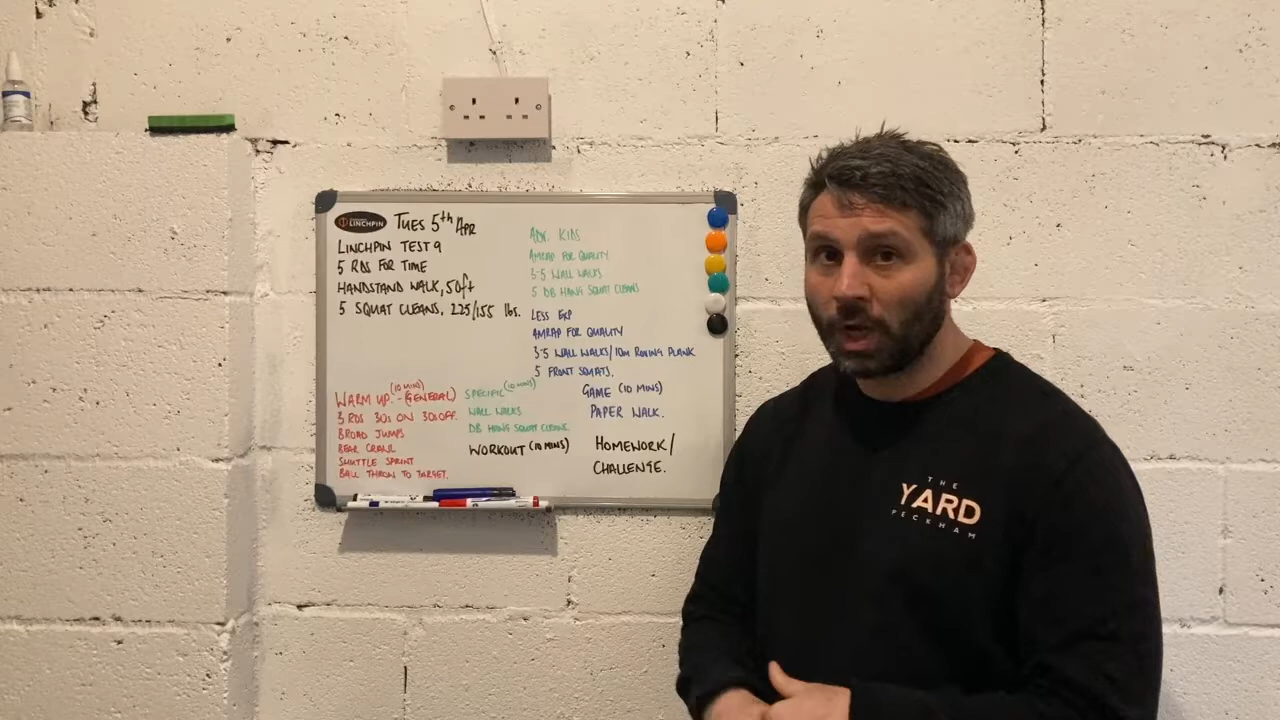 LINCHPIN
TUES 5th APR
LINCHPIN TEST 9
5 RDS FOR TIME
HANDSTAND WALK, 50ft
5 SQUAT CLEANS, 225/155 lbs.
ADV. KIDS
AMRAP FOR QUALITY
3-5 WALL WALKS
5 DB HANG SQUAT CLEANS
LESS EXP
AMRAP FOR QUALITY
3-5 WALL WALKS/10M ROVING PLANK
5 FRONT SQUATS.
WARM UP. - (GENERAL) (10 MIN)
3 RDS 30s ON 30s OFF.
BROAD JUMPS
BEAR CRAWL
SHUTTLE SPRINT
BALL THROW TO TARGET.
SPECIFIC (10 MINS)
WALL WALKS
DB HANG SQUAT CLEANS
WORKOUT (10 MINS)
GAME (10 MINS)
PAPER WALK.
HOMEWORK/
CHALLENGE.
THE
YARD
PECKHAM